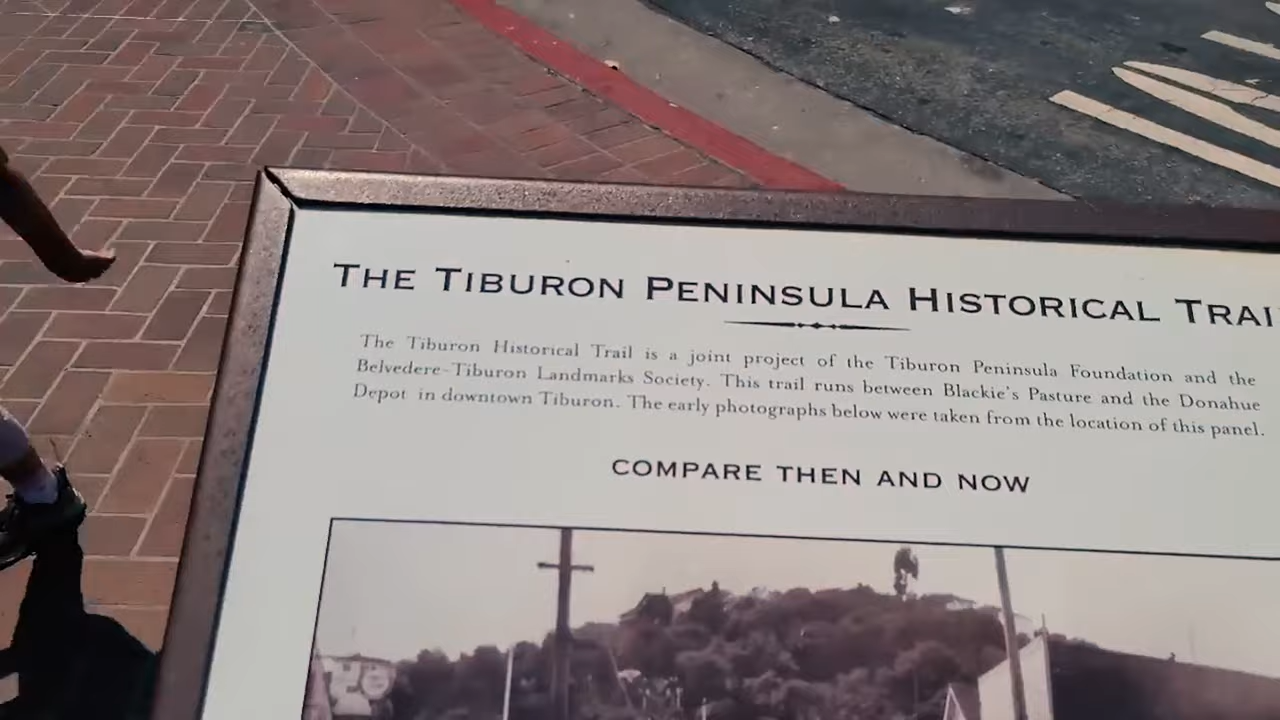 THE TIBURON PENINSULA HISTORICAL TRAI
The Tiburon Historical Trail is a joint project of the Tiburon Peninsula Foundation and the
Belvedere-Tiburon Landmarks Society. This trail runs between Blackie's Pasture and the Donahue
Depot in downtown Tiburon. The early photographs below were taken from the location of this panel.
COMPARE THEN AND NOW